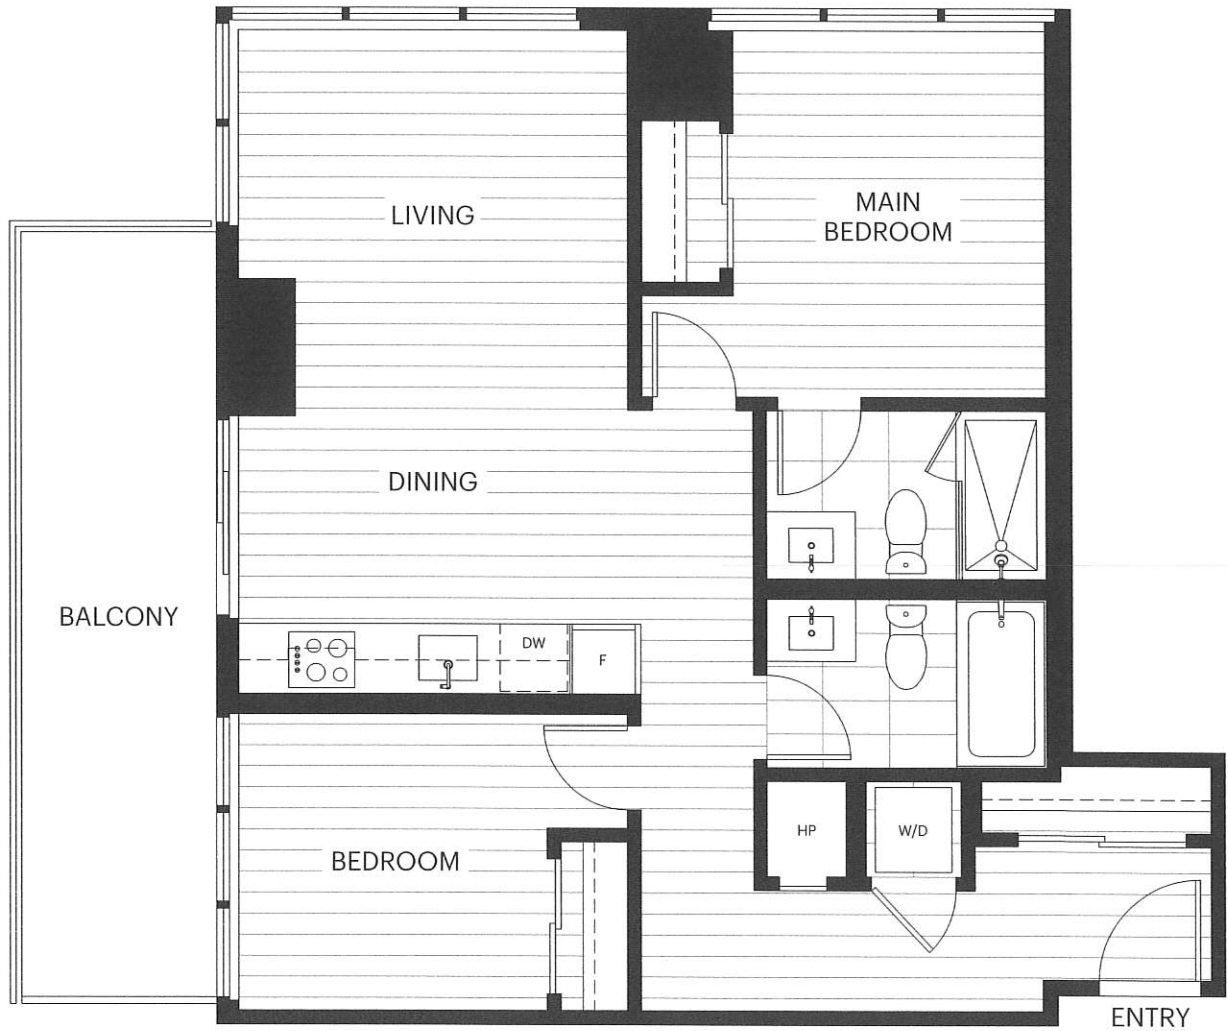 LIVING
MAIN
BEDROOM
DINING
BALCONY
DW
F
HP
W/D
BEDROOM
ENTRY